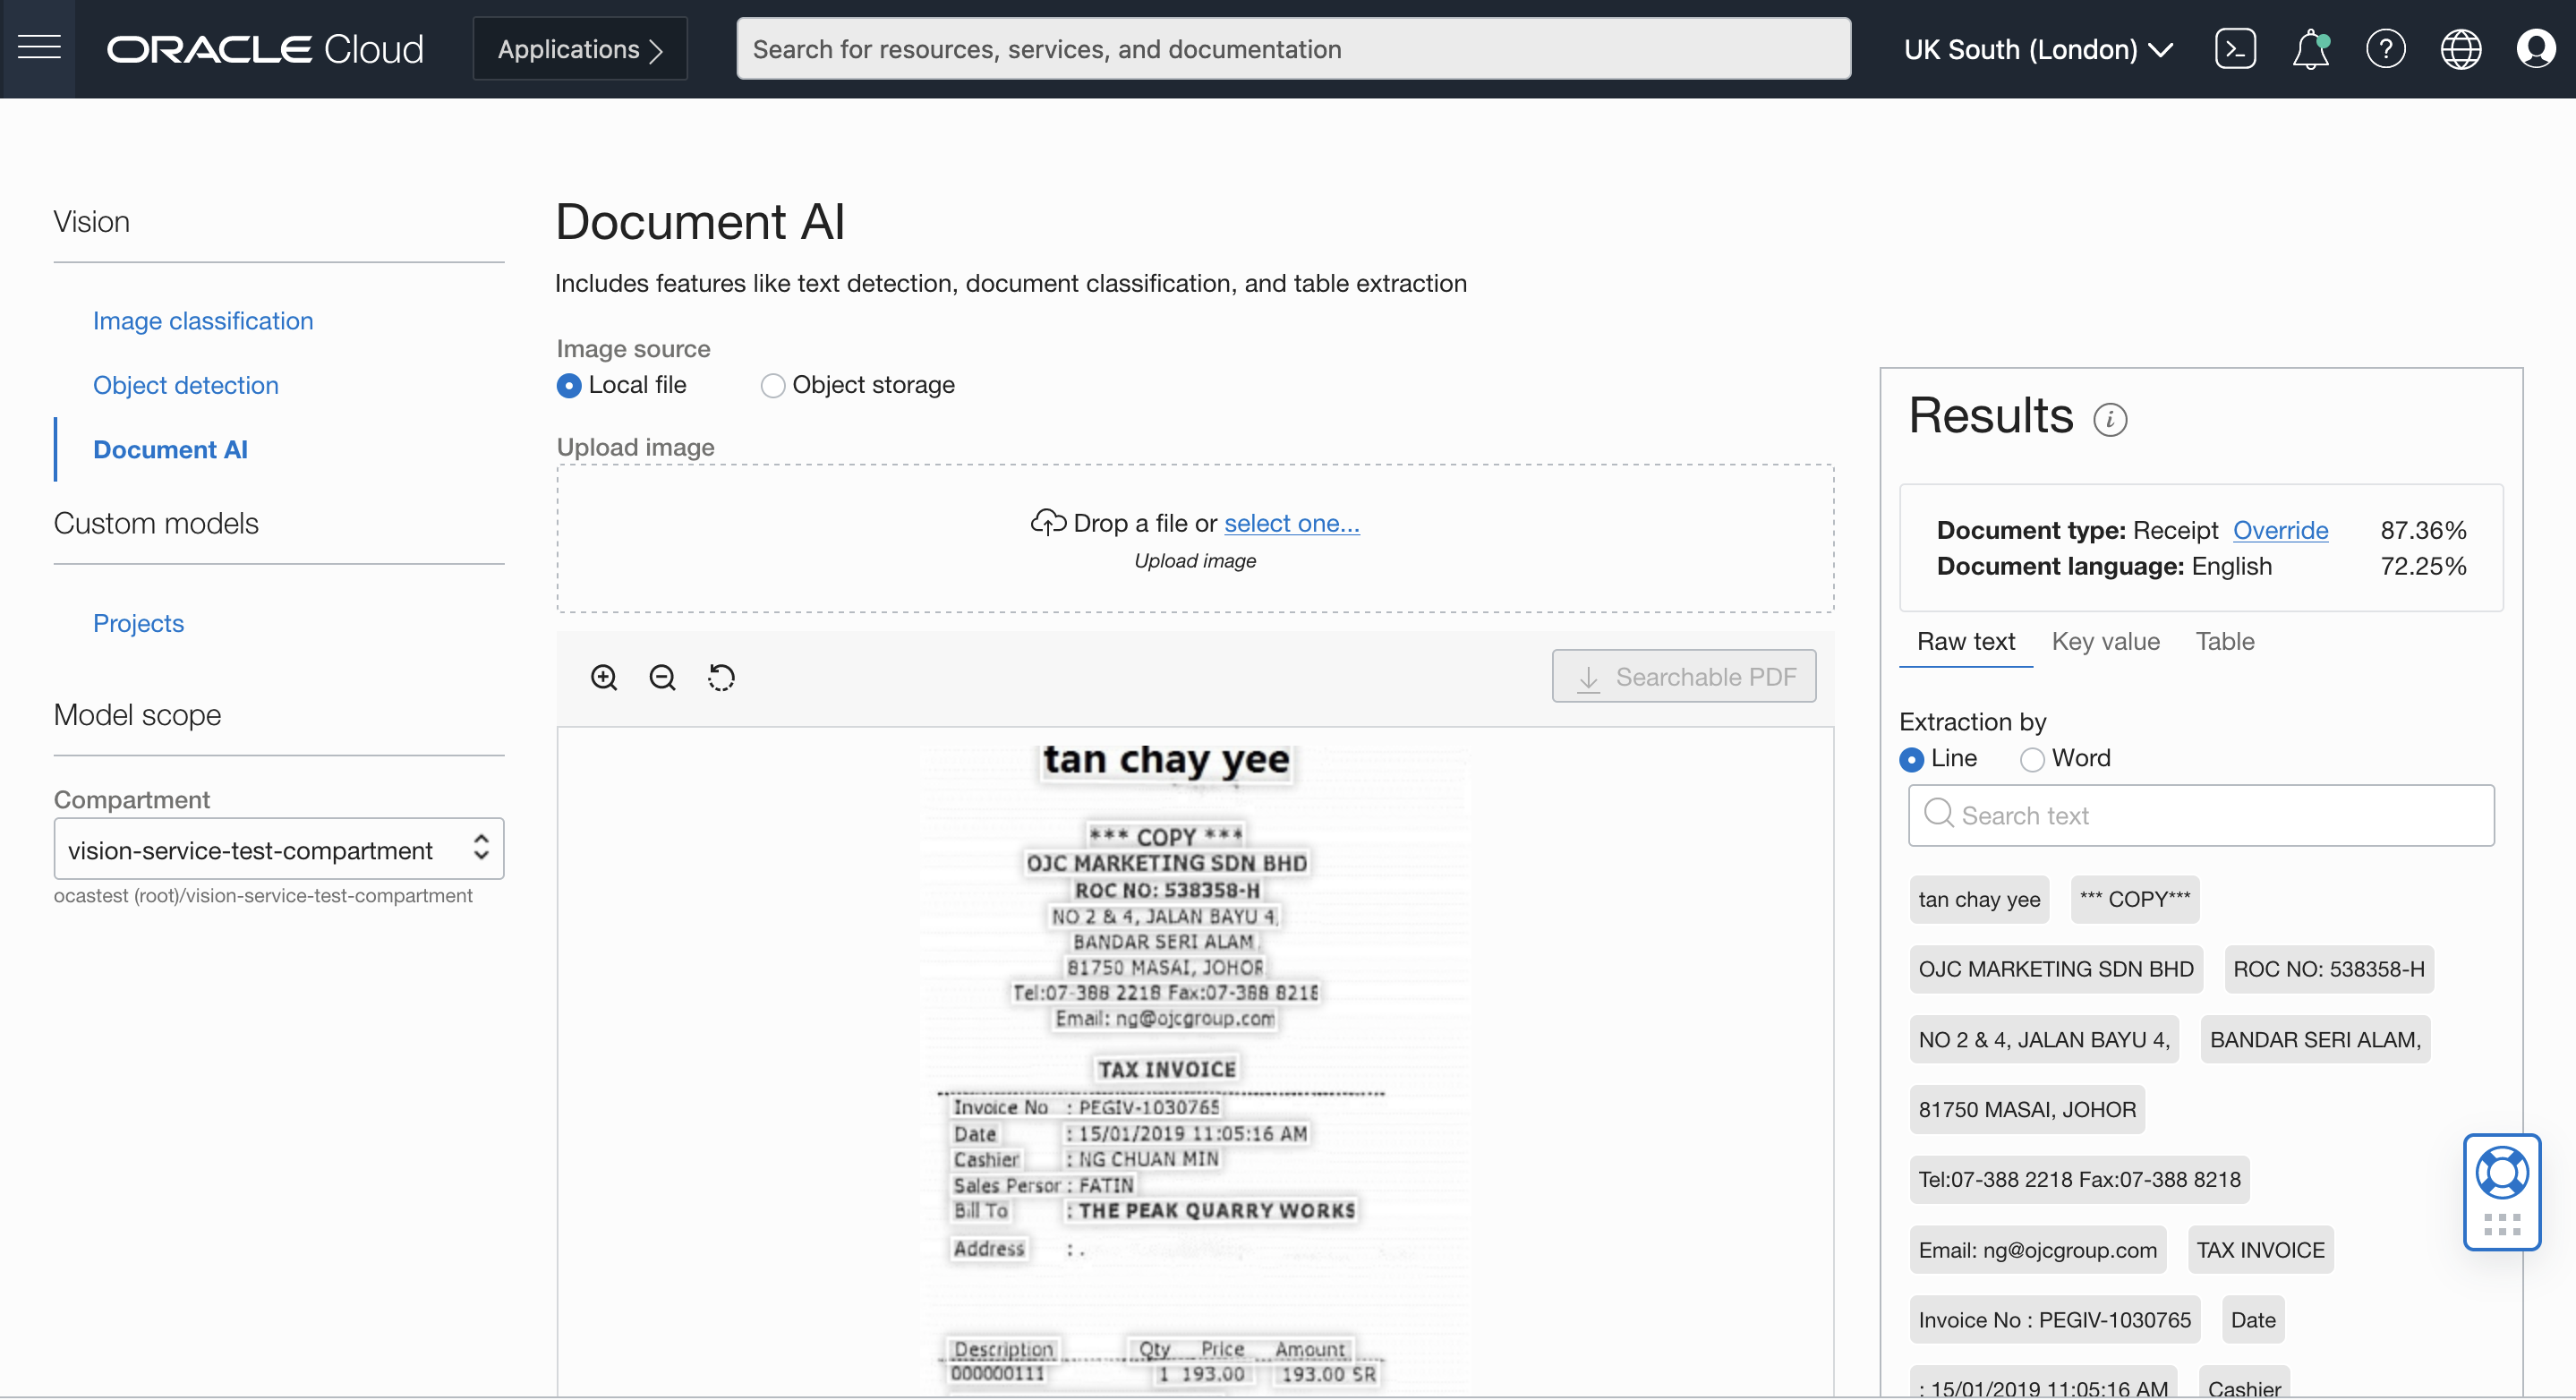 ORACLE Cloud
Applications
Search for resources, services, and documentation
UK South (London)
Vision
Image classification
Object detection
Document AI
Custom models
Projects
Model scope
Compartment
vision-service-test-compartment
ocastest (root)/vision-service-test-compartment
Document AI
Includes features like text detection, document classification, and table extraction
Image source
Local file
Object storage
Upload image
Drop a file or select one...
Upload image
Searchable PDF
tan chay yee
*** COPY ***
OJC MARKETING SDN BHD
ROC NO: 538358-H
NO 2 & 4, JALAN BAYU 4,
BANDAR SERI ALAM,
81750 MASAI, JOHOR
Tel:07-388 2218 Fax:07-388 8218
Email: ng@ojcgroup.com
TAX INVOICE
Invoice No : PEGIV-1030765
Date : 15/01/2019 11:05:16 AM
Cashier : NG CHUAN MIN
Sales Persor : FATIN
Bill To : THE PEAK QUARRY WORKS
Address : .
Description Qty Price Amount
000000111 1 193.00 193.00 SR
Results
Document type: Receipt Override 87.36%
Document language: English 72.25%
Raw text Key value Table
Extraction by
Line Word
Search text
tan chay yee *** COPY***
OJC MARKETING SDN BHD ROC NO: 538358-H
NO 2 & 4, JALAN BAYU 4, BANDAR SERI ALAM,
81750 MASAI, JOHOR
Tel:07-388 2218 Fax:07-388 8218
Email: ng@ojcgroup.com TAX INVOICE
Invoice No : PEGIV-1030765 Date
: 15/01/2019 11:05:16 AM Cashier